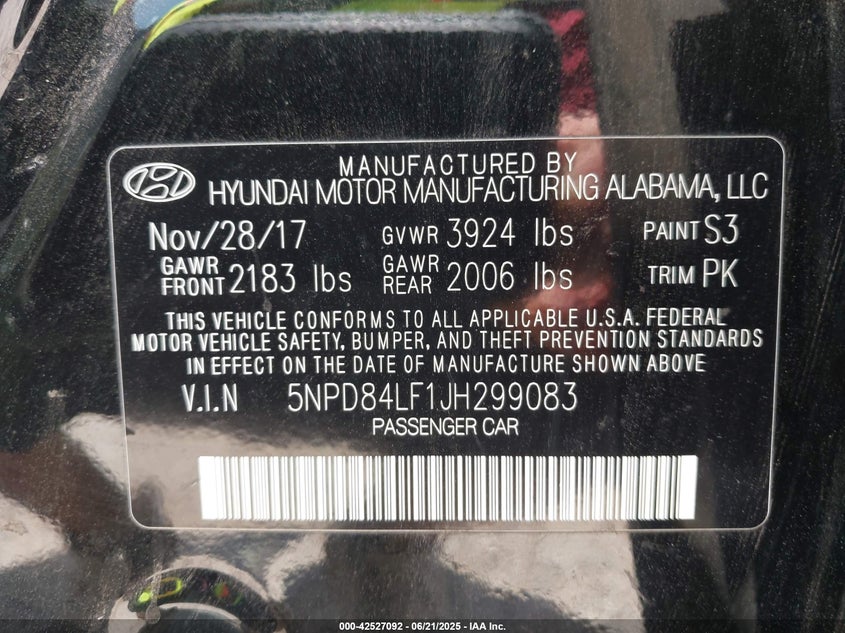 MANUFACTURED BY
HYUNDAI MOTOR MANUFACTURING ALABAMA, LLC
Nov/28/17 GVWR 3924 lbs PAINT S3
GAWR FRONT 2183 lbs GAWR REAR 2006 lbs TRIM PK
THIS VEHICLE CONFORMS TO ALL APPLICABLE U.S.A. FEDERAL
MOTOR VEHICLE SAFETY, BUMPER, AND THEFT PREVENTION STANDARDS
IN EFFECT ON THE DATE OF MANUFACTURE SHOWN ABOVE.
V.I.N 5NPD84LF1JH299083
PASSENGER CAR
000-42527092 - 06/21/2025 - IAA Inc.